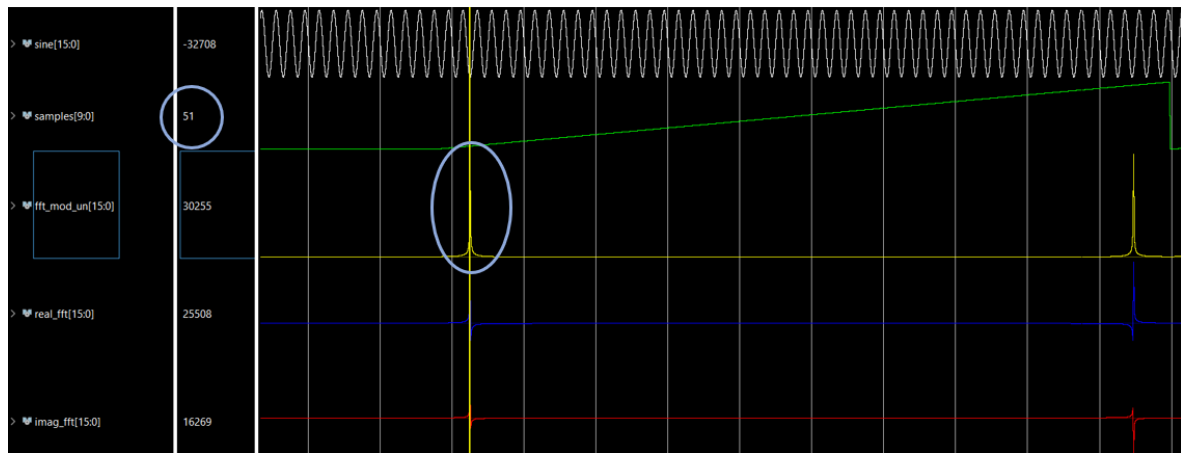 sine[15:0] -32708
samples[9:0] 51
fft_mod_un[15:0] 30255
real_fft[15:0] 25508
imag_fft[15:0] 16269